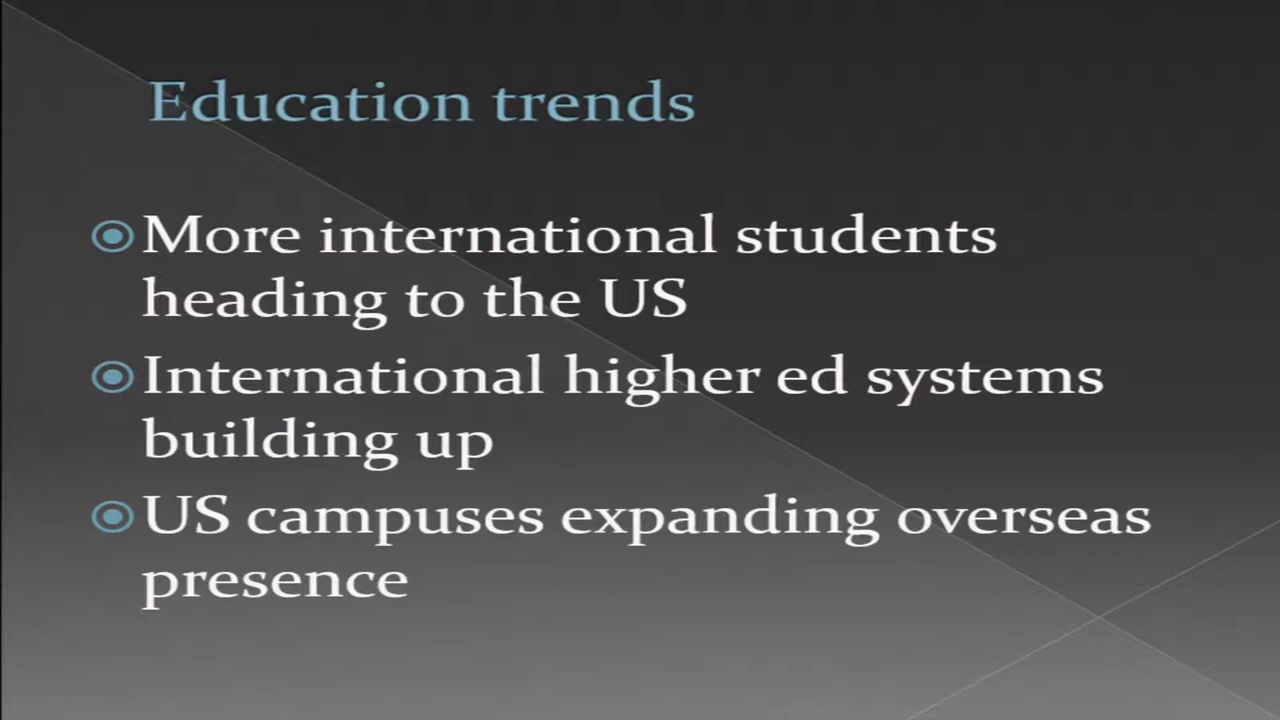 Education trends
More international students
heading to the US
International higher ed systems
building up
US campuses expanding overseas
presence